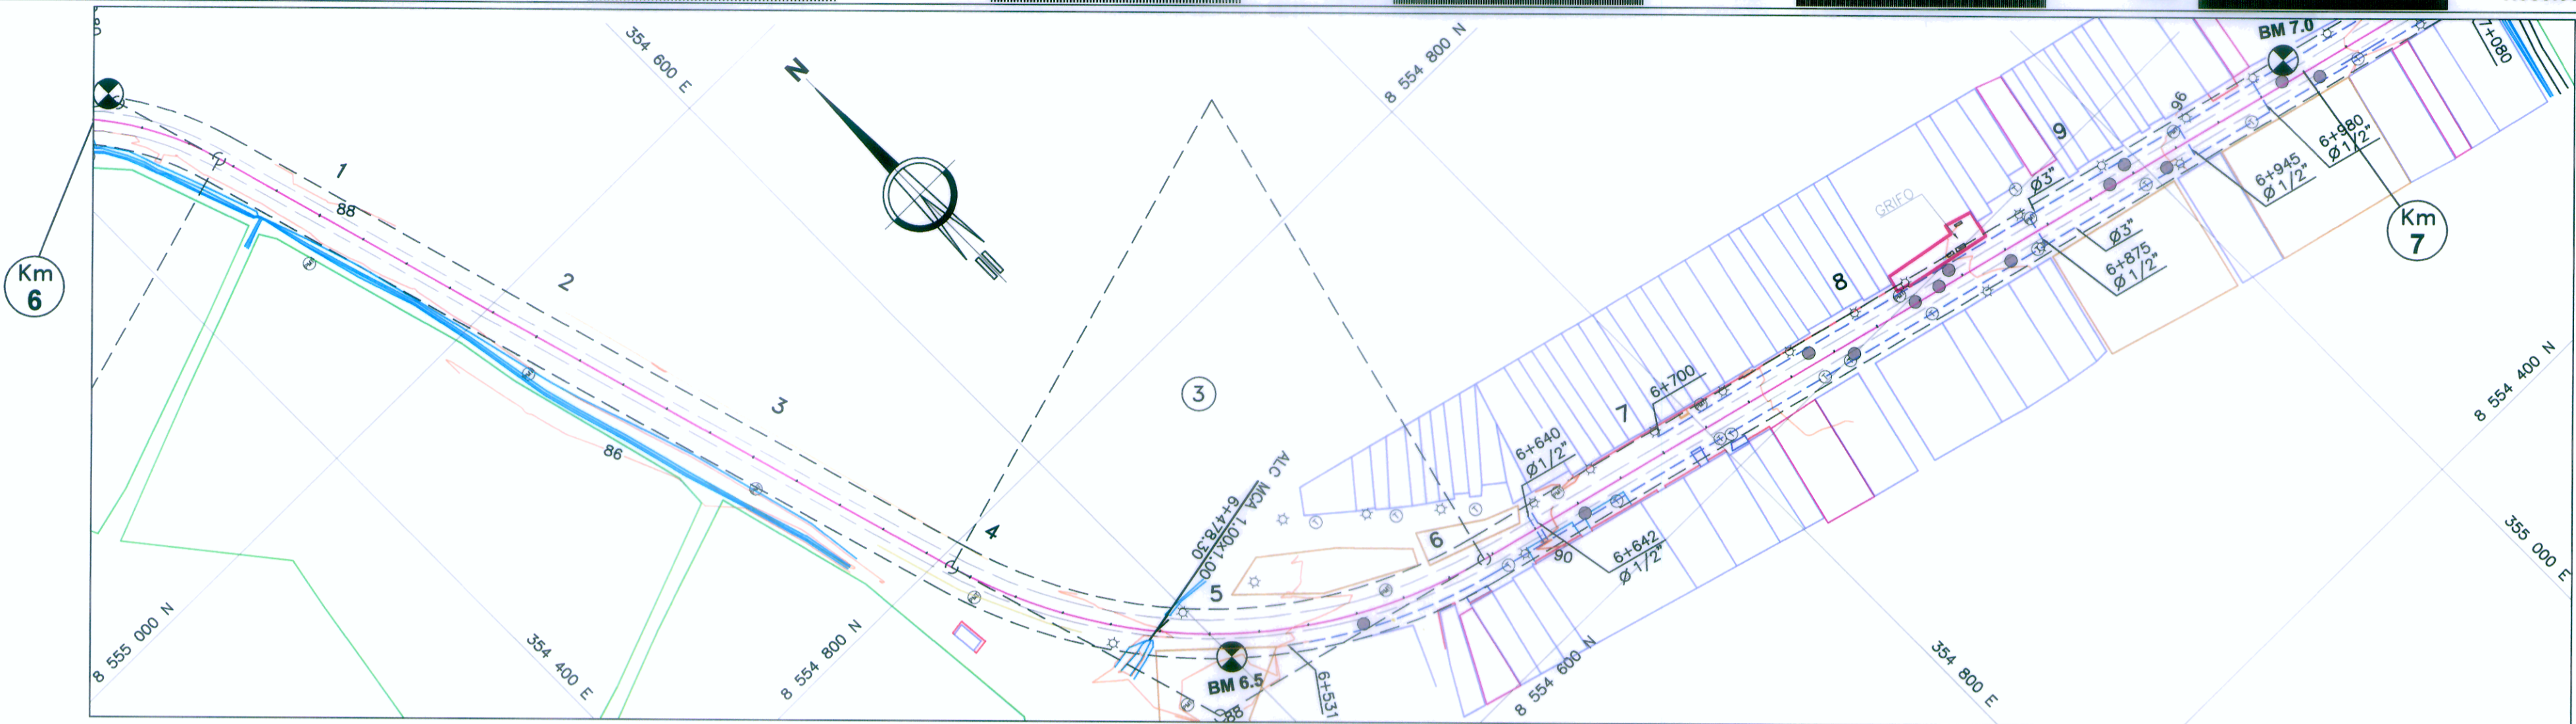 Km
6
1
88
2
3
86
4
5
6
7
8
9
354 600 E
N
8 554 800 N
3
8 555 000 N
354 400 E
8 554 800 N
ALC MCA 1.00x1.00
6+478.30
BM 6.5
88
6+531
8 554 600 N
6+640
Ø1/2"
6+642
Ø 1/2"
90
6+700
GRIFO
Ø3"
Ø3"
6+875
Ø 1/2"
96
6+945
Ø 1/2"
6+980
Ø 1/2"
BM 7.0
Km
7
7+080
8 554 400 N
355 000 E
354 800 E